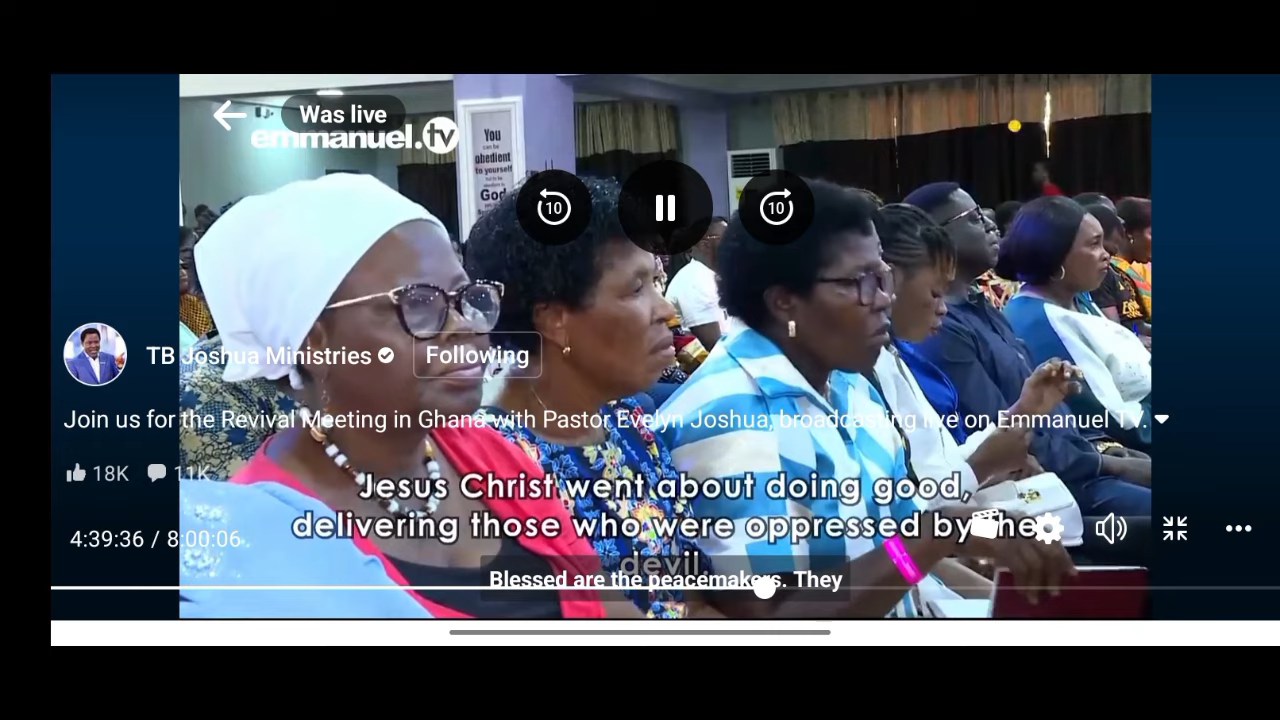 Was live
emmanuel.tv
You
can be
obedient
to yourself
God
10
10
TB Joshua Ministries
Following
Join us for the Revival Meeting in Ghana with Pastor Evelyn Joshua, broadcasting live on Emmanuel TV.
18K 11K
Jesus Christ went about doing good,
delivering those who were oppressed by the
devil.
4:39:36 / 8:00:06
Blessed are the peacemakers. They